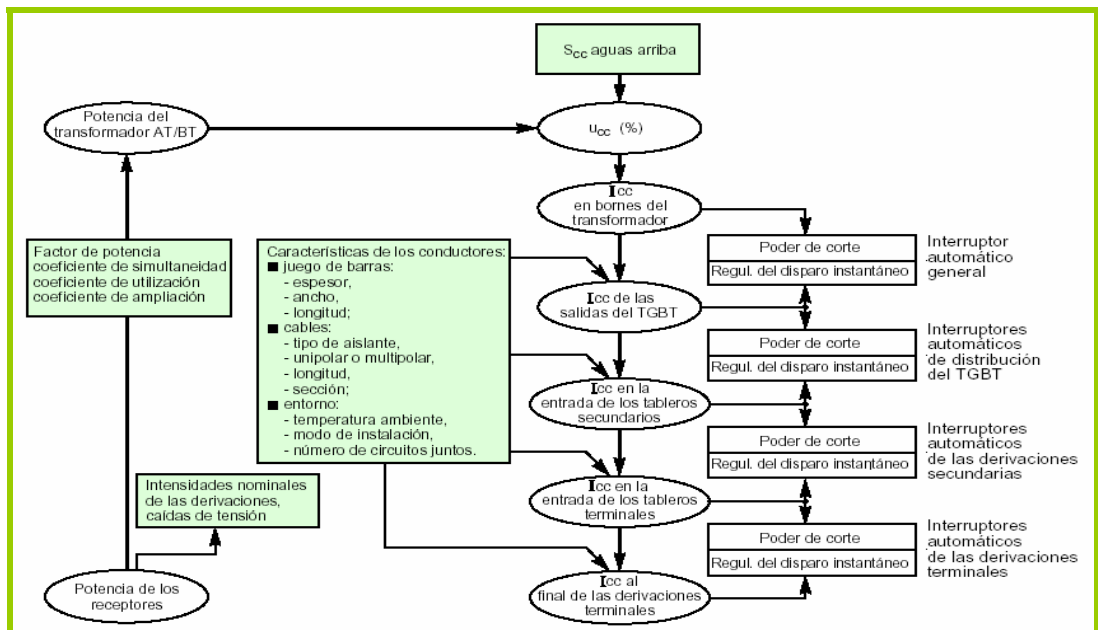 Scc aguas arriba
Potencia del
transformador AT/BT
ucc (%)
Icc
en bornes del
transformador
Factor de potencia
coeficiente de simultaneidad
coeficiente de utilización
coeficiente de ampliación
Características de los conductores:
■ juego de barras:
- espesor,
- ancho,
- longitud;
■ cables:
- tipo de aislante,
- unipolar o multipolar,
- longitud,
- sección;
■ entorno:
- temperatura ambiente,
- modo de instalación,
- número de circuitos juntos.
Poder de corte
Regul. del disparo instantáneo
Interruptor
automático
general
Icc de las
salidas del TGBT
Poder de corte
Regul. del disparo instantáneo
Interruptores
automáticos
de distribución
del TGBT
Icc en la
entrada de los tableros
secundarios
Poder de corte
Regul. del disparo instantáneo
Interruptores
automáticos
de las derivaciones
secundarias
Intensidades nominales
de las derivaciones,
caídas de tensión
Icc en la
entrada de los tableros
terminales
Poder de corte
Regul. del disparo instantáneo
Interruptores
automáticos
de las derivaciones
terminales
Potencia de los
receptores
Icc al
final de las derivaciones
terminales